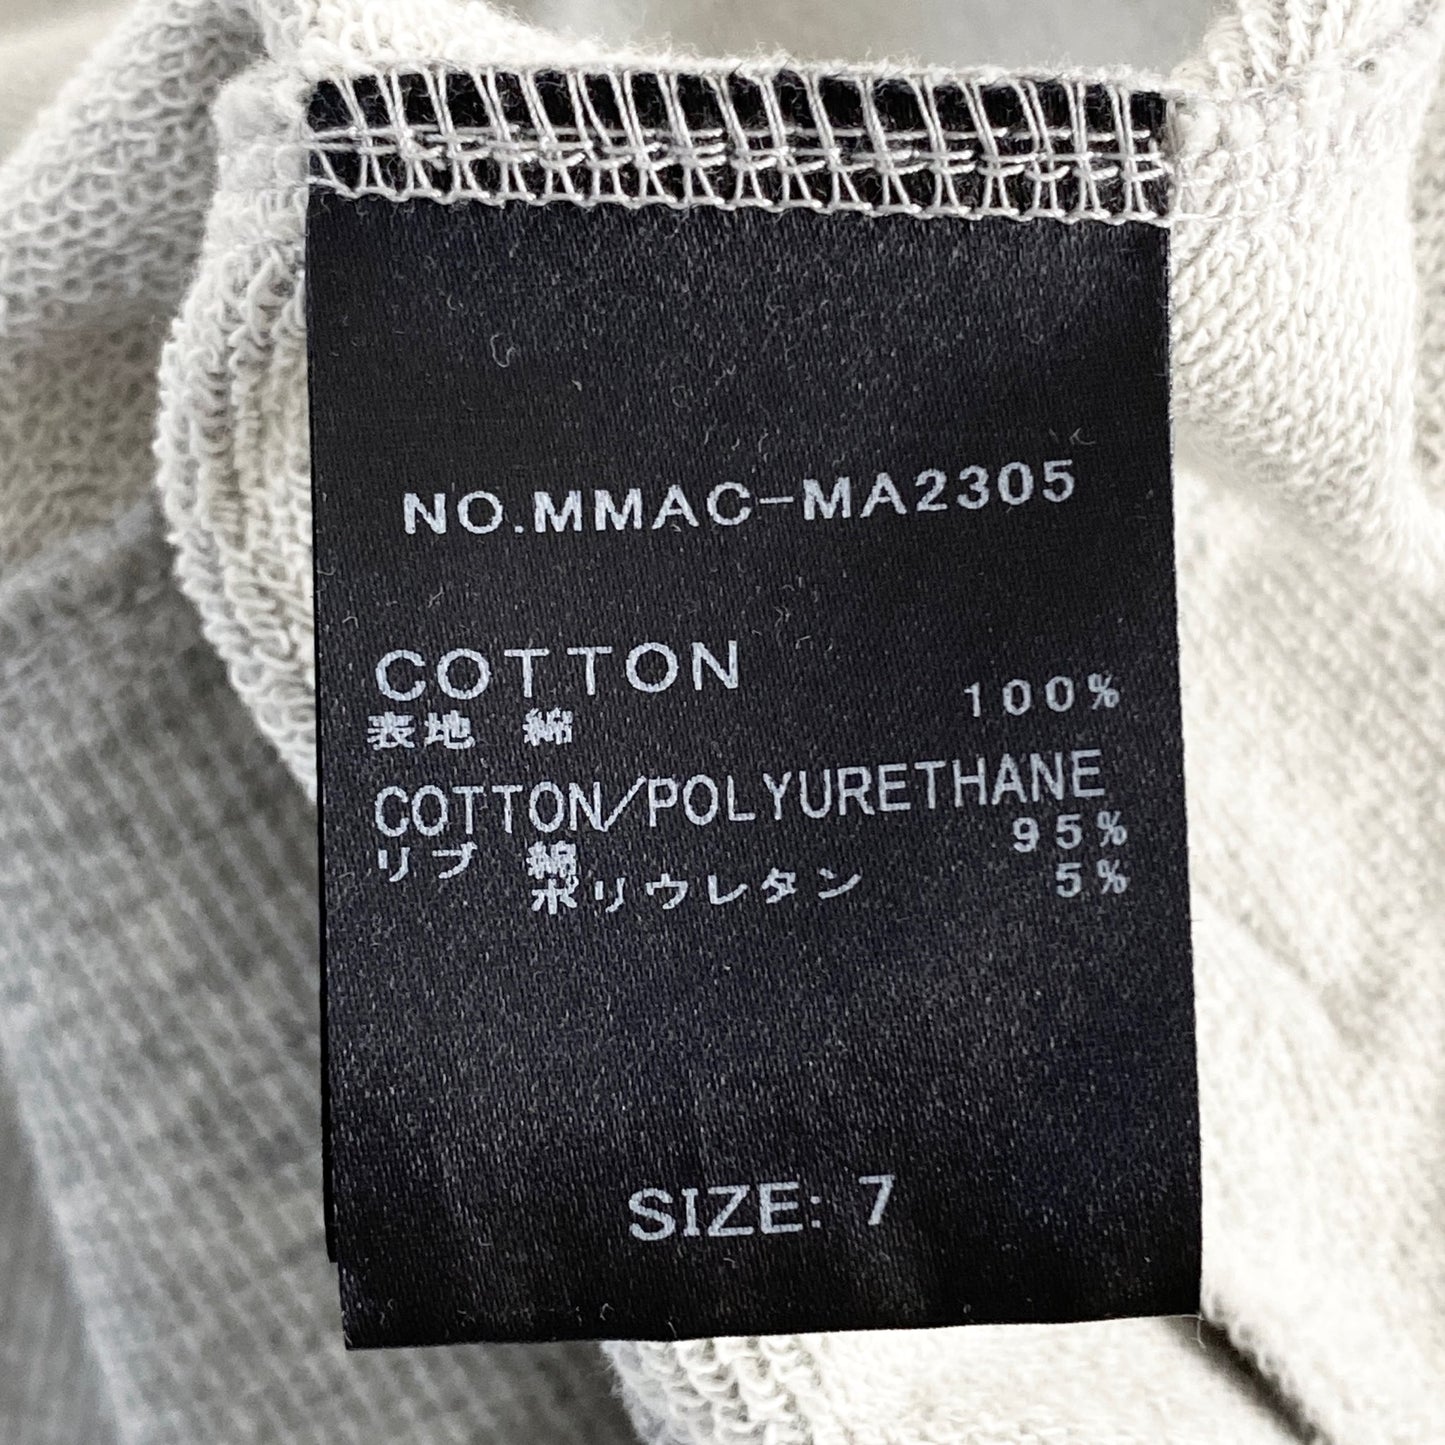 NO.MMAC-MA2305
COTTON
表地 綿 100%
COTTON/POLYURETHANE
リブ 綿 95%
ポリウレタン 5%
SIZE: 7